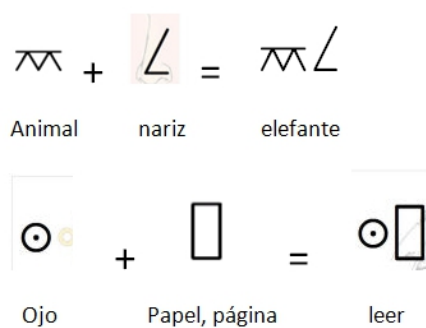 + =
Animal nariz elefante
+ =
Ojo Papel, página leer